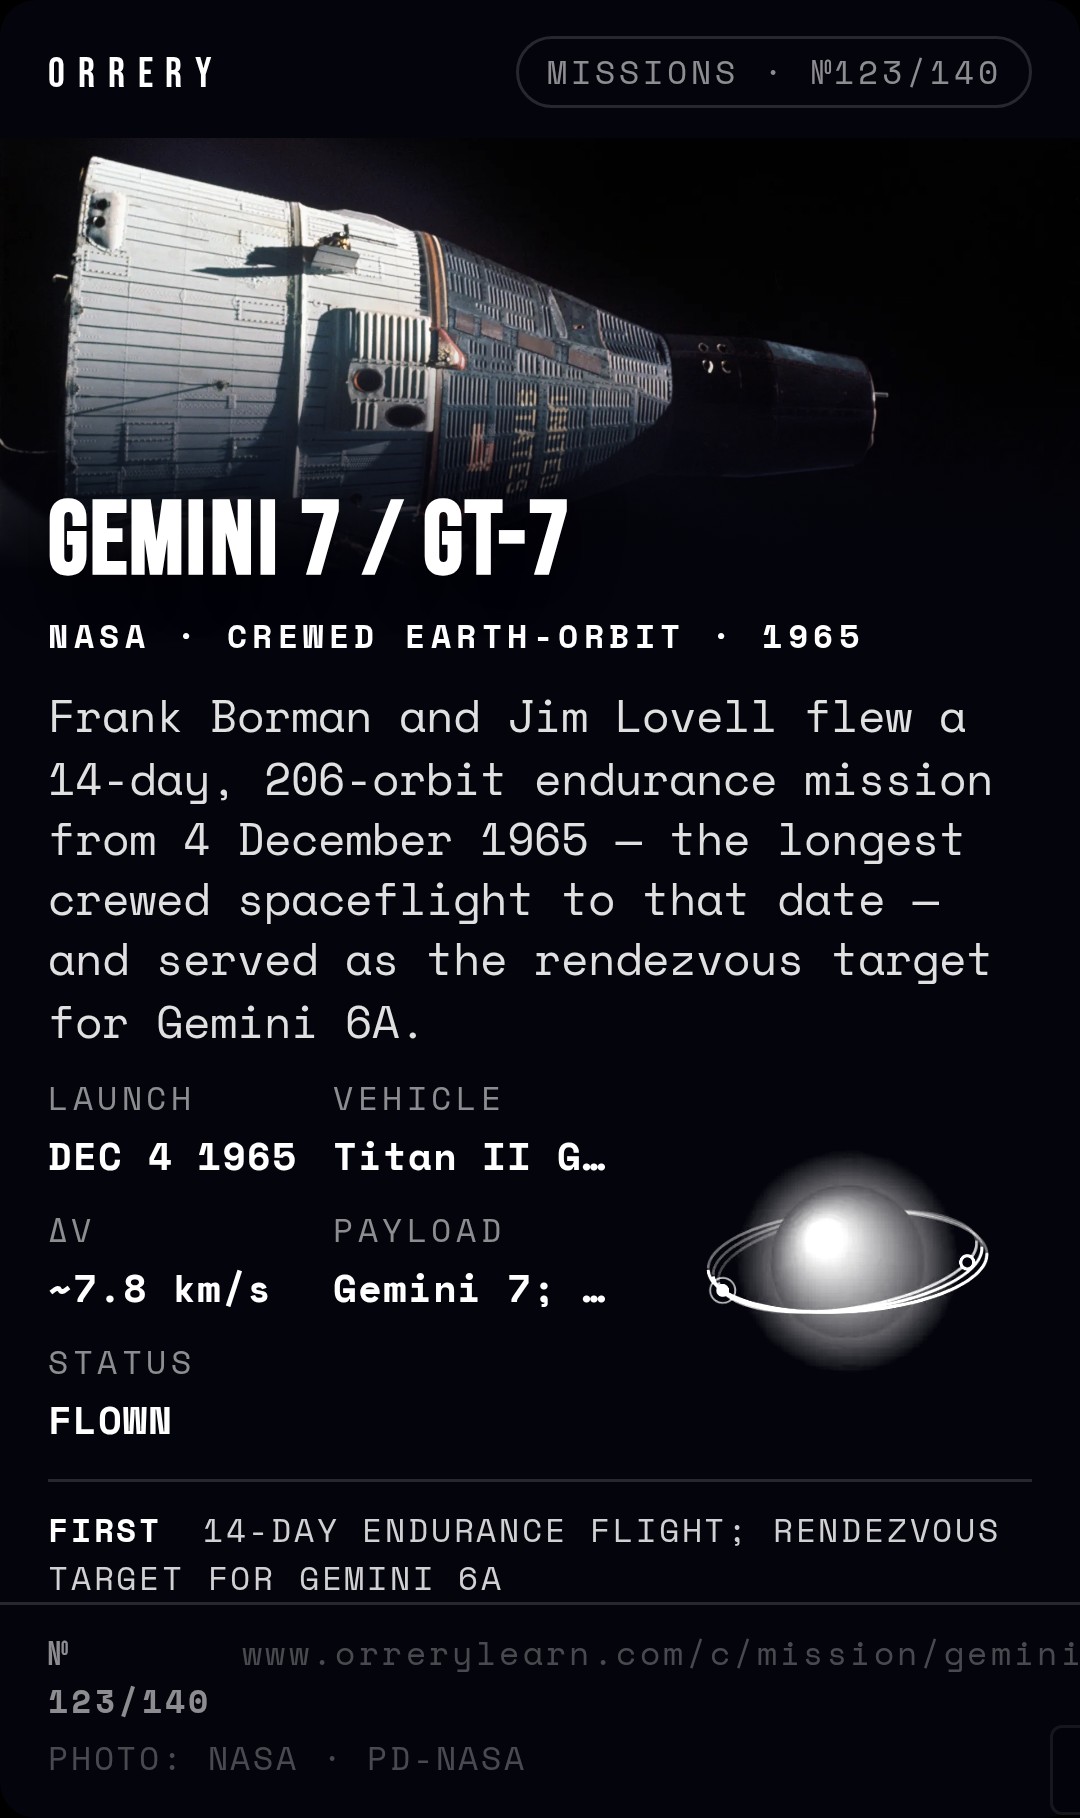 ORRERY
MISSIONS · №123/140
UNITED
STATES
GEMINI 7 / GT-7
NASA · CREWED EARTH-ORBIT · 1965
Frank Borman and Jim Lovell flew a
14-day, 206-orbit endurance mission
from 4 December 1965 — the longest
crewed spaceflight to that date —
and served as the rendezvous target
for Gemini 6A.
LAUNCH VEHICLE
DEC 4 1965 Titan II G…
ΔV PAYLOAD
~7.8 km/s Gemini 7; …
STATUS
FLOWN
FIRST 14-DAY ENDURANCE FLIGHT; RENDEZVOUS
TARGET FOR GEMINI 6A
№ www.orrerylearn.com/c/mission/gemini
123/140
PHOTO: NASA · PD-NASA